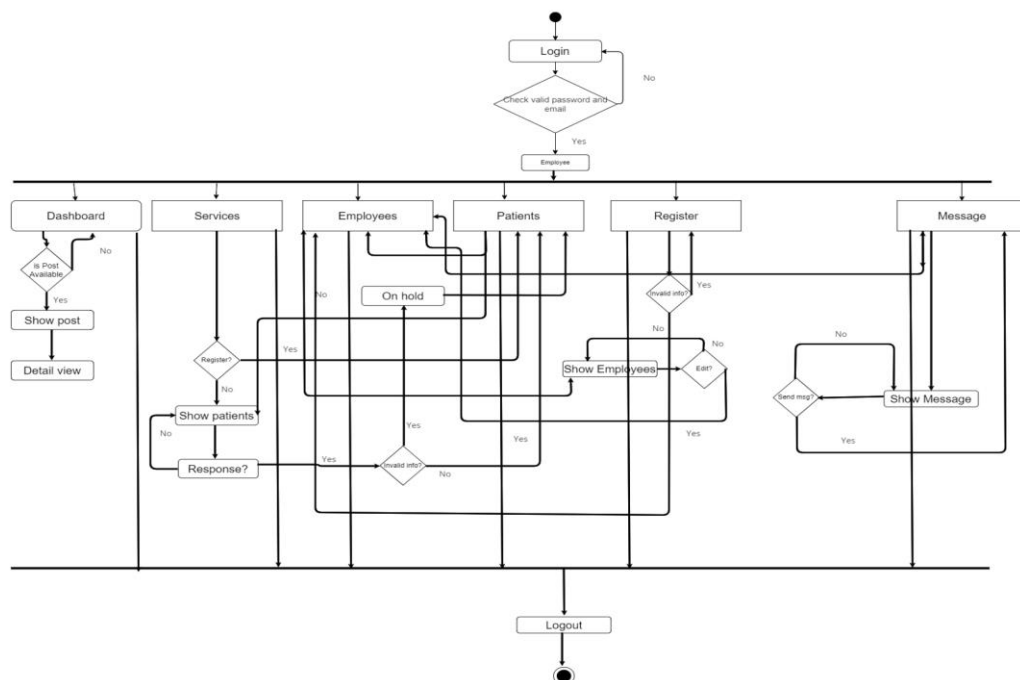 Login
No
Check valid password and
email
Yes
Employee
Dashboard
Services
Employees
Patients
Register
Message
No
Is Post
Available
Yes
Show post
Detail view
No
On hold
Invalid info?
Yes
Register?
Yes
No
Show patients
No
Response?
Yes
Yes
Invalid info?
No
Yes
No
No
Show Employees
Edit?
Yes
No
Send msg?
Show Message
Yes
Logout